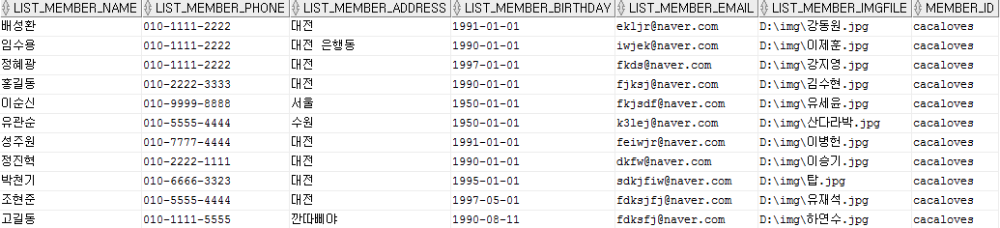 LIST_MEMBER_NAME LIST_MEMBER_PHONE LIST_MEMBER_ADDRESS LIST_MEMBER_BIRTHDAY LIST_MEMBER_EMAIL LIST_MEMBER_IMGFILE MEMBER_ID
배성환 010-1111-2222 대전 1991-01-01 ekljr@naver.com D:\img\강동원.jpg cacaloves
임수용 010-1111-2222 대전 은행동 1990-01-01 iwjek@naver.com D:\img\이제훈.jpg cacaloves
정혜광 010-1111-2222 대전 1997-01-01 fkds@naver.com D:\img\강지영.jpg cacaloves
홍길동 010-2222-3333 대전 1990-01-01 fjksj@naver.com D:\img\김수현.jpg cacaloves
이순신 010-9999-8888 서울 1950-01-01 fkjsdf@naver.com D:\img\유세윤.jpg cacaloves
유관순 010-5555-4444 수원 1950-01-01 k3lej@naver.com D:\img\산다라박.jpg cacaloves
성주원 010-7777-4444 대전 1991-01-01 feiwjr@naver.com D:\img\이병현.jpg cacaloves
정진혁 010-2222-1111 대전 1990-01-01 dkfw@naver.com D:\img\이승기.jpg cacaloves
박천기 010-6666-3323 대전 1995-01-01 sdkjfiw@naver.com D:\img\탑.jpg cacaloves
조현준 010-5555-4444 대전 1997-05-01 fdksjfj@naver.com D:\img\유재석.jpg cacaloves
고길동 010-1111-5555 깐따삐야 1990-08-11 fdksfj@naver.com D:\img\하연수.jpg cacaloves